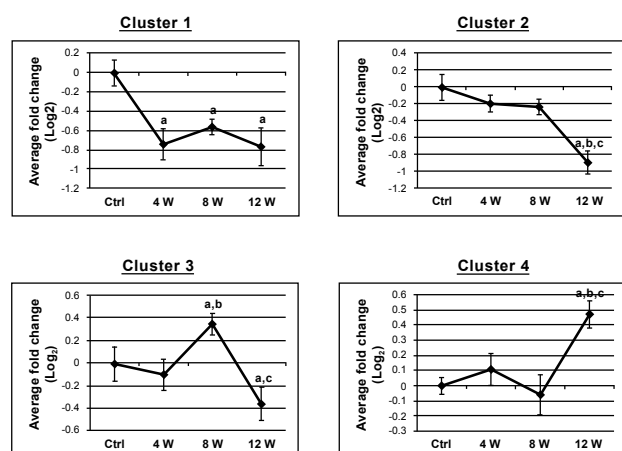 Cluster 1
Average fold change
(Log2)
0.2
0
-0.2
-0.4
-0.6
-0.8
-1
-1.2
a
a
a
Ctrl 4 W 8 W 12 W
Cluster 2
Average fold change
(Log2)
0.4
0.2
0
-0.2
-0.4
-0.6
-0.8
-1
-1.2
a,b,c
Ctrl 4 W 8 W 12 W
Cluster 3
Average fold change
(Log₂)
0.6
0.4
0.2
0
-0.2
-0.4
-0.6
a,b
a,c
Ctrl 4 W 8 W 12 W
Cluster 4
Average fold change
(Log₂)
0.6
0.5
0.4
0.3
0.2
0.1
0
-0.1
-0.2
-0.3
a,b,c
Ctrl 4 W 8 W 12 W